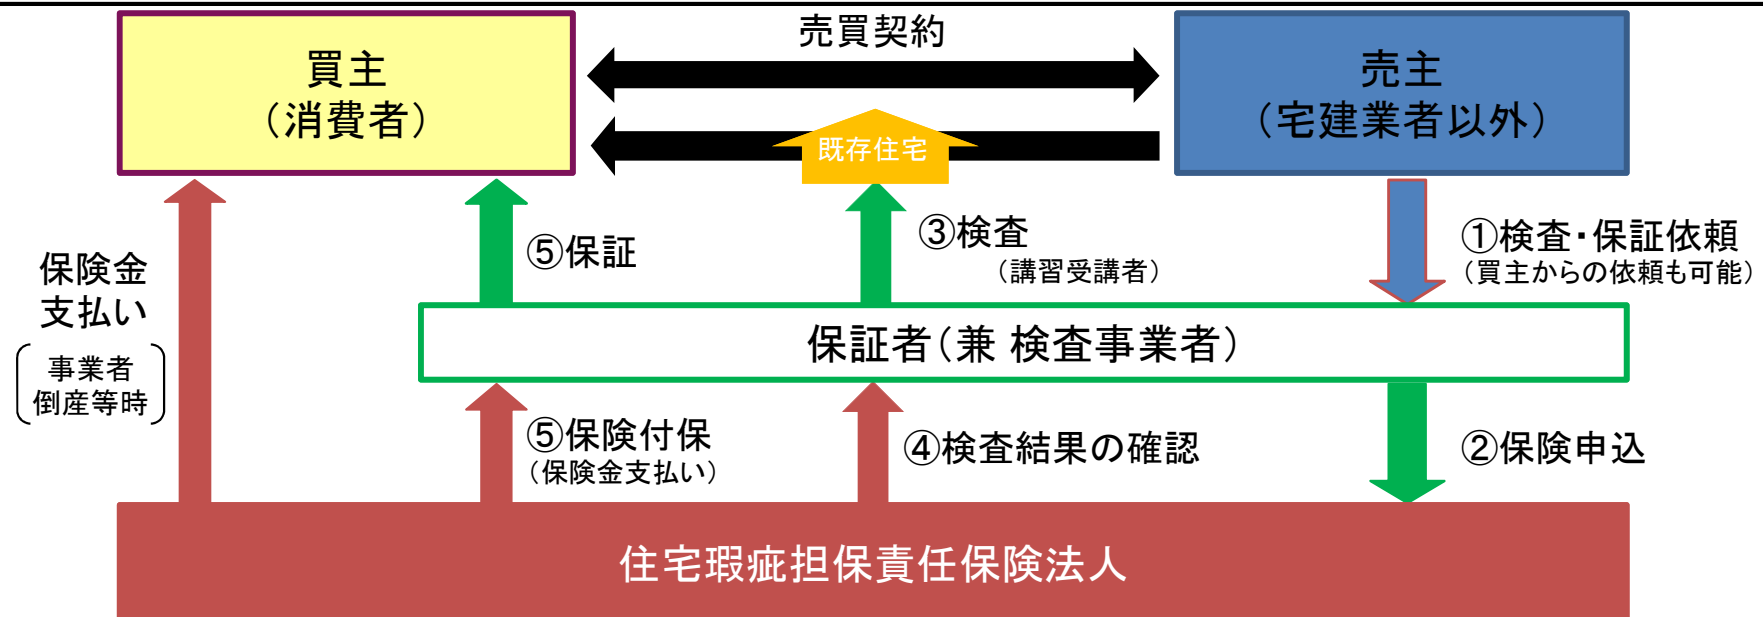 売買契約
買主
（消費者）
売主
（宅建業者以外）
既存住宅
保険金
支払い
事業者
倒産等時
⑤保証
③検査
（講習受講者）
①検査・保証依頼
（買主からの依頼も可能）
保証者（兼 検査事業者）
⑤保険付保
（保険金支払い）
④検査結果の確認
②保険申込
住宅瑕疵担保責任保険法人